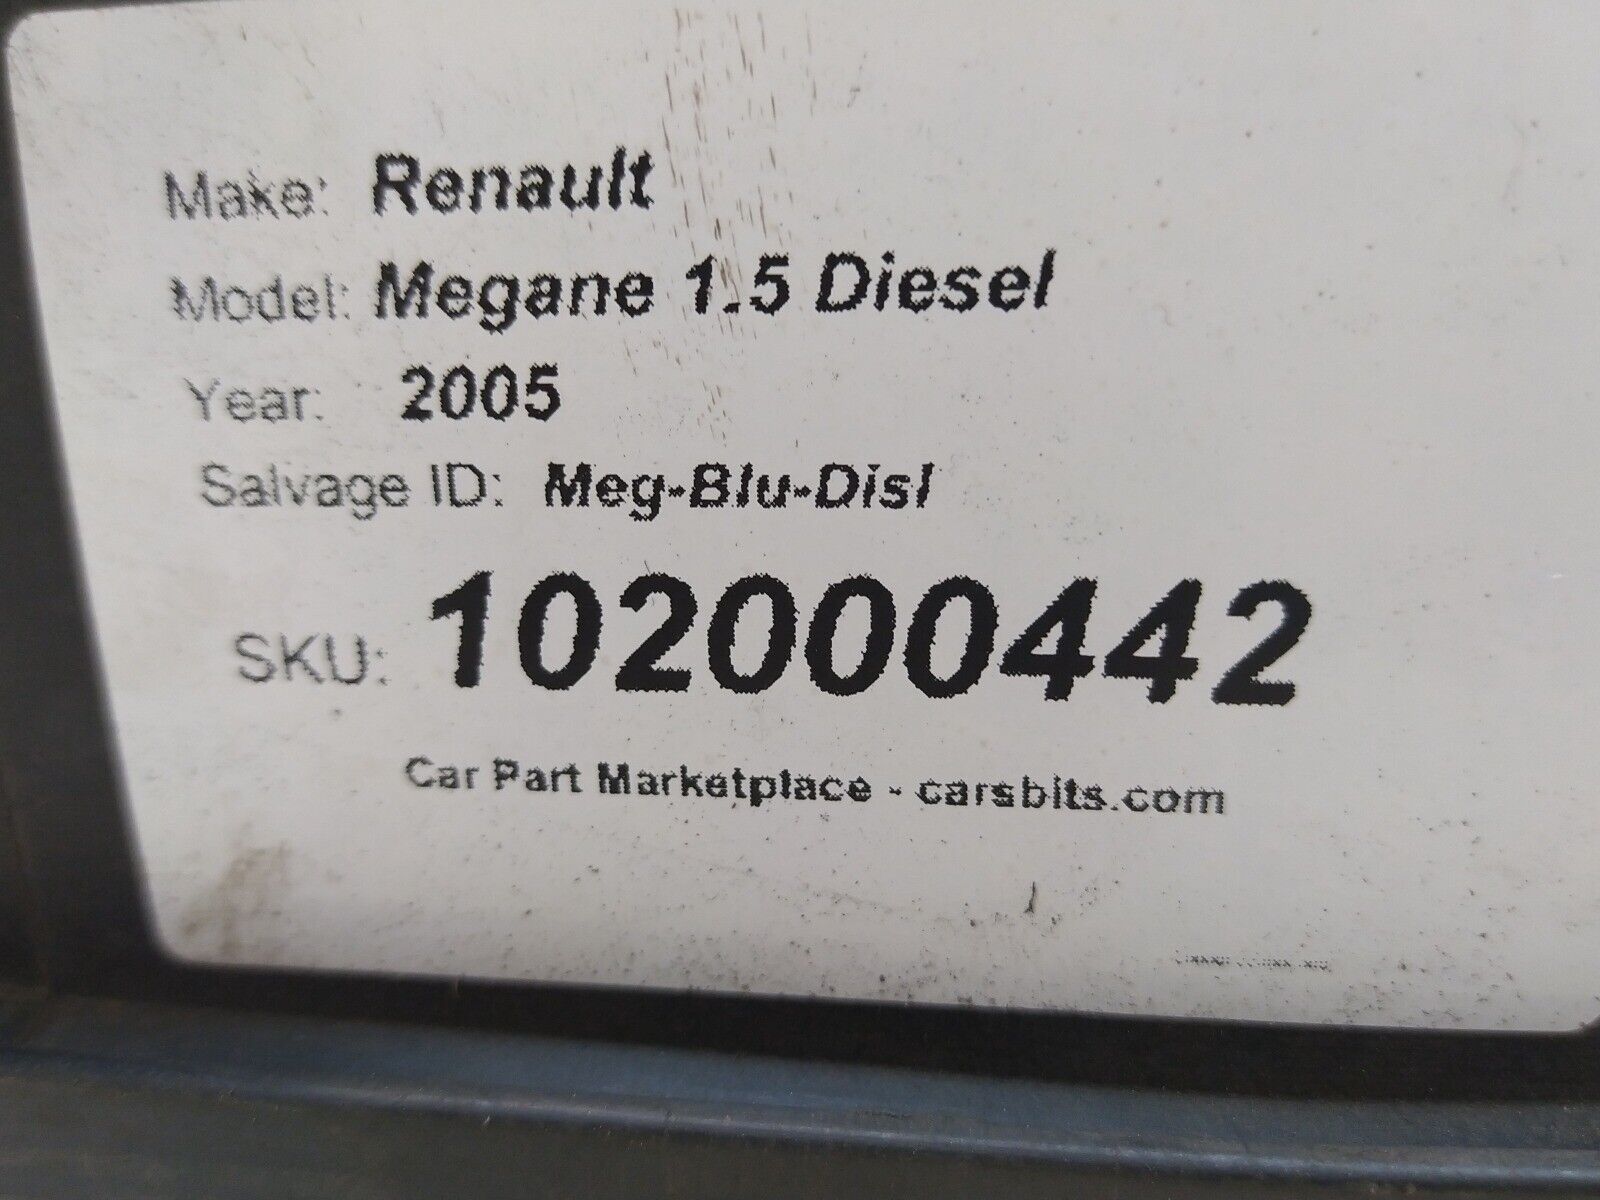 Make: Renault
Model: Megane 1.5 Diesel
Year: 2005
Salvage ID: Meg-Blu-Disl
SKU: 102000442
Car Part Marketplace - carsbits.com